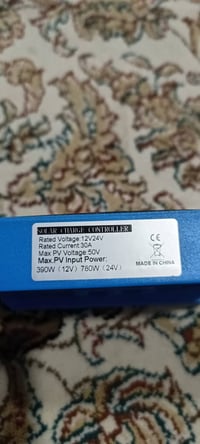 SOLAR CHARGE CONTROLLER
Rated Voltage:12V24V
Rated Current:30A
Max PV Voltage:50V
Max.PV Input Power:
390W (12V) 780W (24V)
CE
MADE IN CHINA